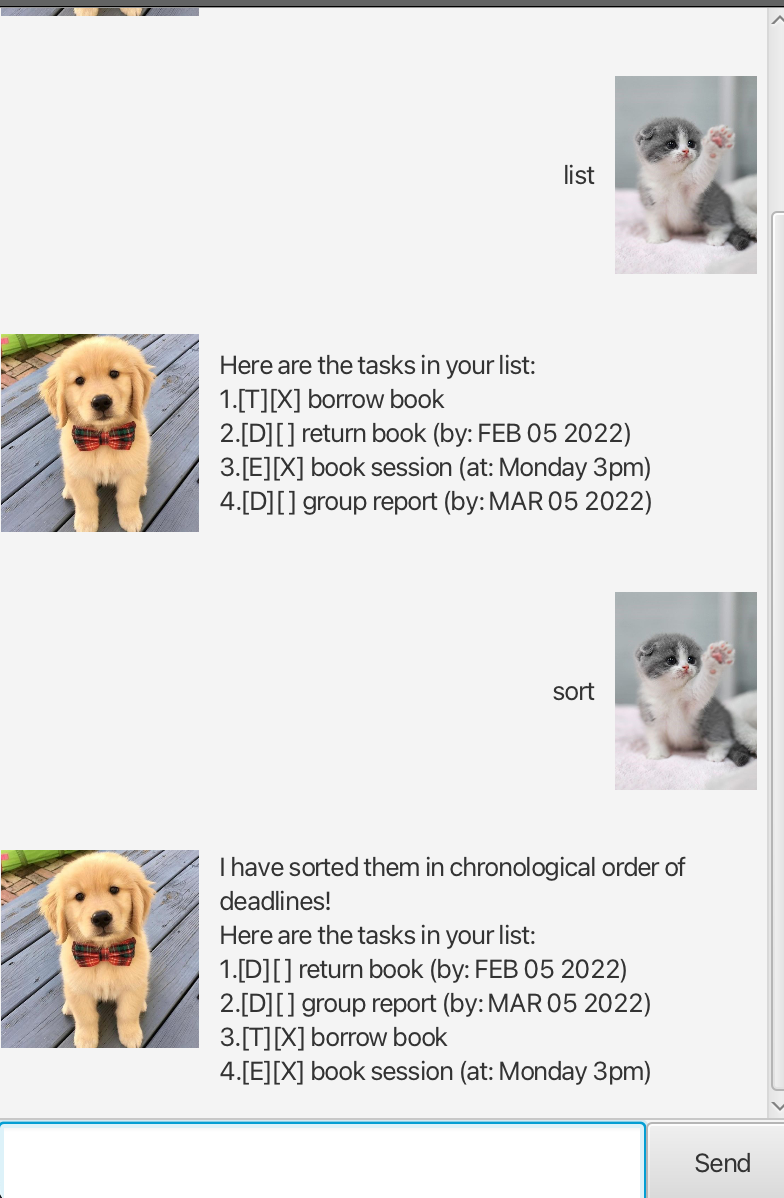 list
Here are the tasks in your list:
1.[T][X] borrow book
2.[D][ ] return book (by: FEB 05 2022)
3.[E][X] book session (at: Monday 3pm)
4.[D][ ] group report (by: MAR 05 2022)
sort
I have sorted them in chronological order of
deadlines!
Here are the tasks in your list:
1.[D][ ] return book (by: FEB 05 2022)
2.[D][ ] group report (by: MAR 05 2022)
3.[T][X] borrow book
4.[E][X] book session (at: Monday 3pm)
Send